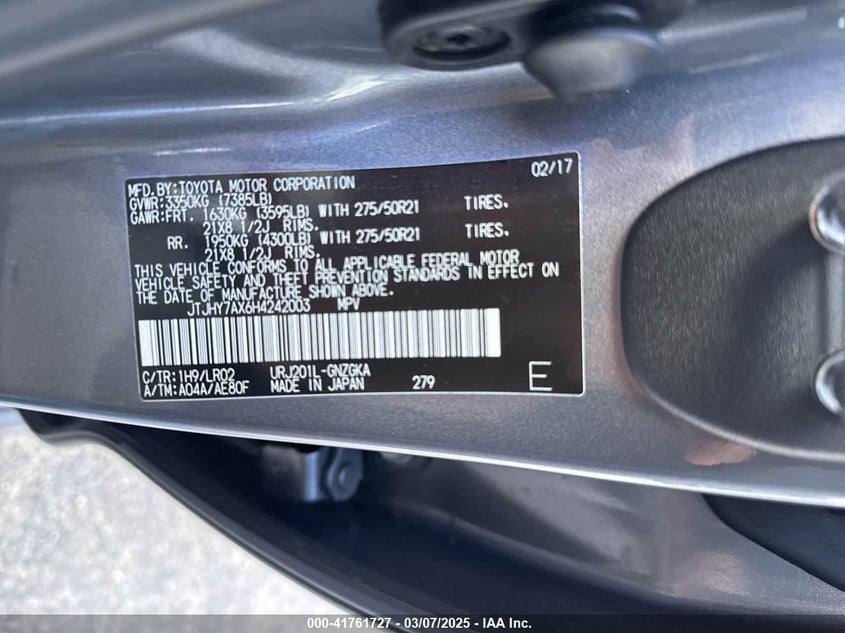 MFD.BY:TOYOTA MOTOR CORPORATION 02/17
GVWR:3350KG (7385LB)
GAWR:FRT. 1630KG (3595LB) WITH 275/50R21 TIRES.
21X8 1/2J RIMS.
RR. 1950KG (4300LB) WITH 275/50R21 TIRES.
21X8 1/2J RIMS.
THIS VEHICLE CONFORMS TO ALL APPLICABLE FEDERAL MOTOR
VEHICLE SAFETY AND THEFT PREVENTION STANDARDS IN EFFECT ON
THE DATE OF MANUFACTURE SHOWN ABOVE.
JTJHY7AX6H4242003 MPV
C/TR:1H9/LR02 URJ201L-GNZGKA
A/TM:A04A/AE80F MADE IN JAPAN 279 E
000-41761727 - 03/07/2025 - IAA Inc.